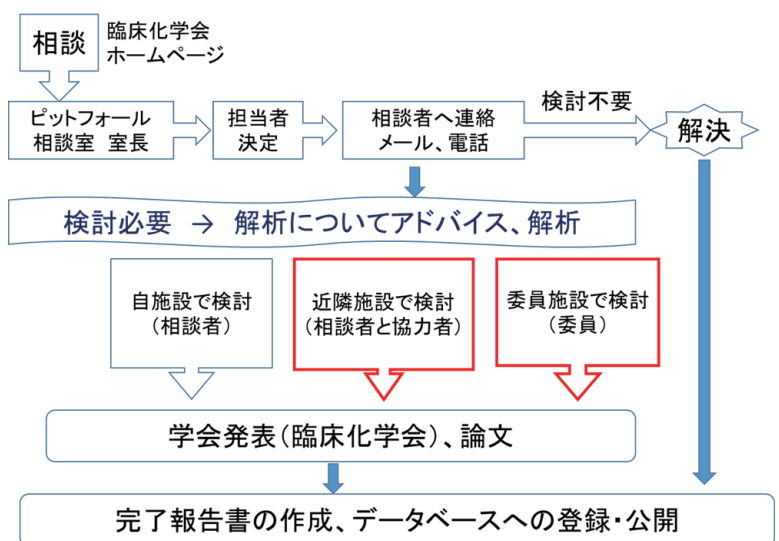 相談
臨床化学会
ホームページ
ピットフォール
相談室 室長
担当者
決定
相談者へ連絡
メール、電話
検討不要
解決
検討必要 → 解析についてアドバイス、解析
自施設で検討
(相談者)
近隣施設で検討
(相談者と協力者)
委員施設で検討
(委員)
学会発表(臨床化学会)、論文
完了報告書の作成、データベースへの登録・公開